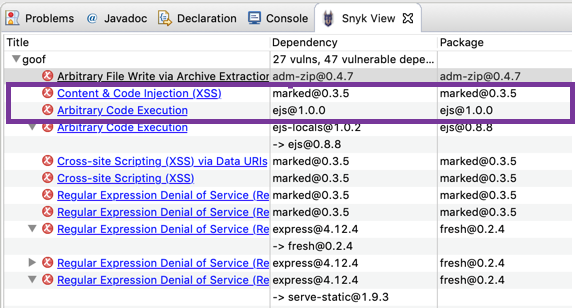 Problems Javadoc Declaration Console Snyk View
Title Dependency Package
goof 27 vulns, 47 vulnerable depe...
Arbitrary File Write via Archive Extraction adm-zip@0.4.7 adm-zip@0.4.7
Content & Code Injection (XSS) marked@0.3.5 marked@0.3.5
Arbitrary Code Execution ejs@1.0.0 ejs@1.0.0
Arbitrary Code Execution ejs-locals@1.0.2 ejs@0.8.8
-> ejs@0.8.8
Cross-site Scripting (XSS) via Data URIs marked@0.3.5 marked@0.3.5
Cross-site Scripting (XSS) marked@0.3.5 marked@0.3.5
Regular Expression Denial of Service (Re marked@0.3.5 marked@0.3.5
Regular Expression Denial of Service (Re marked@0.3.5 marked@0.3.5
Regular Expression Denial of Service (Re express@4.12.4 fresh@0.2.4
-> fresh@0.2.4
Regular Expression Denial of Service (Re express@4.12.4 fresh@0.2.4
Regular Expression Denial of Service (Re express@4.12.4 fresh@0.2.4
-> serve-static@1.9.3